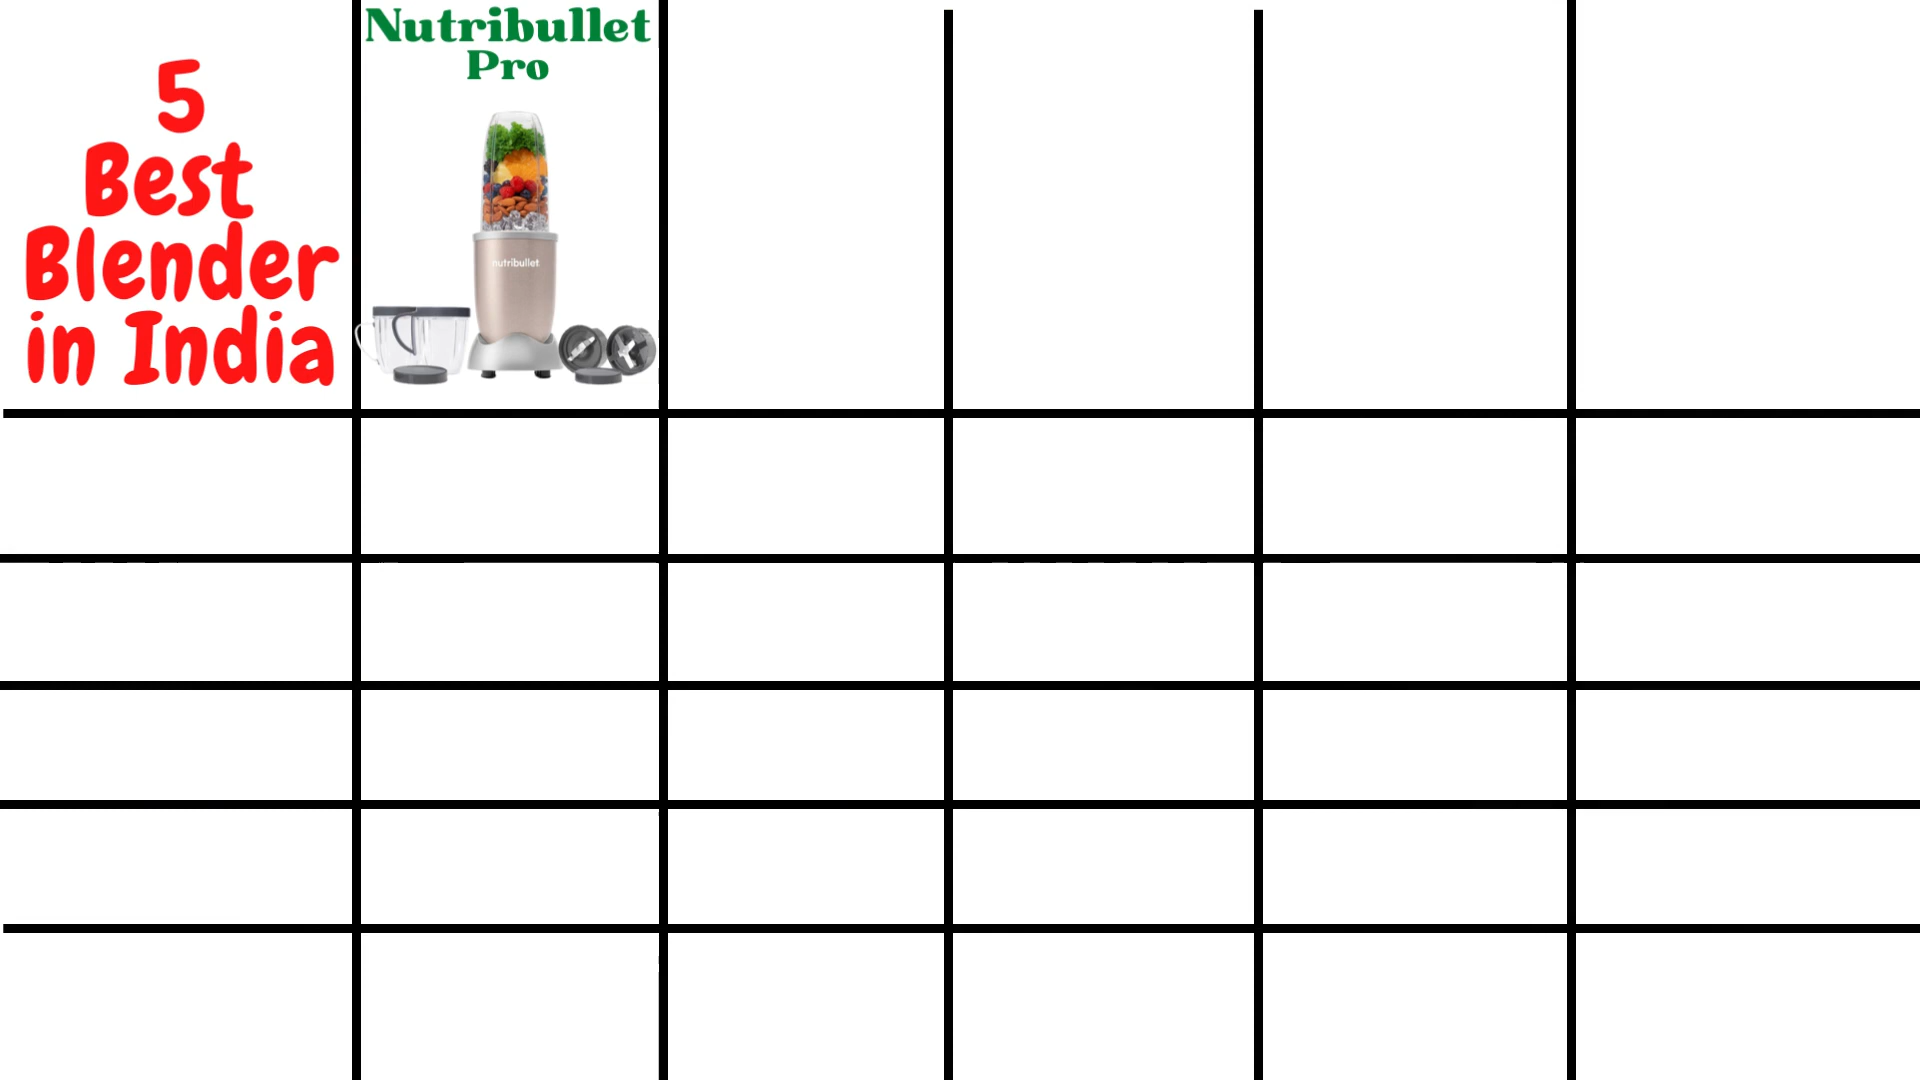 5
Best
Blender
in India
Nutribullet
Pro
nutribullet